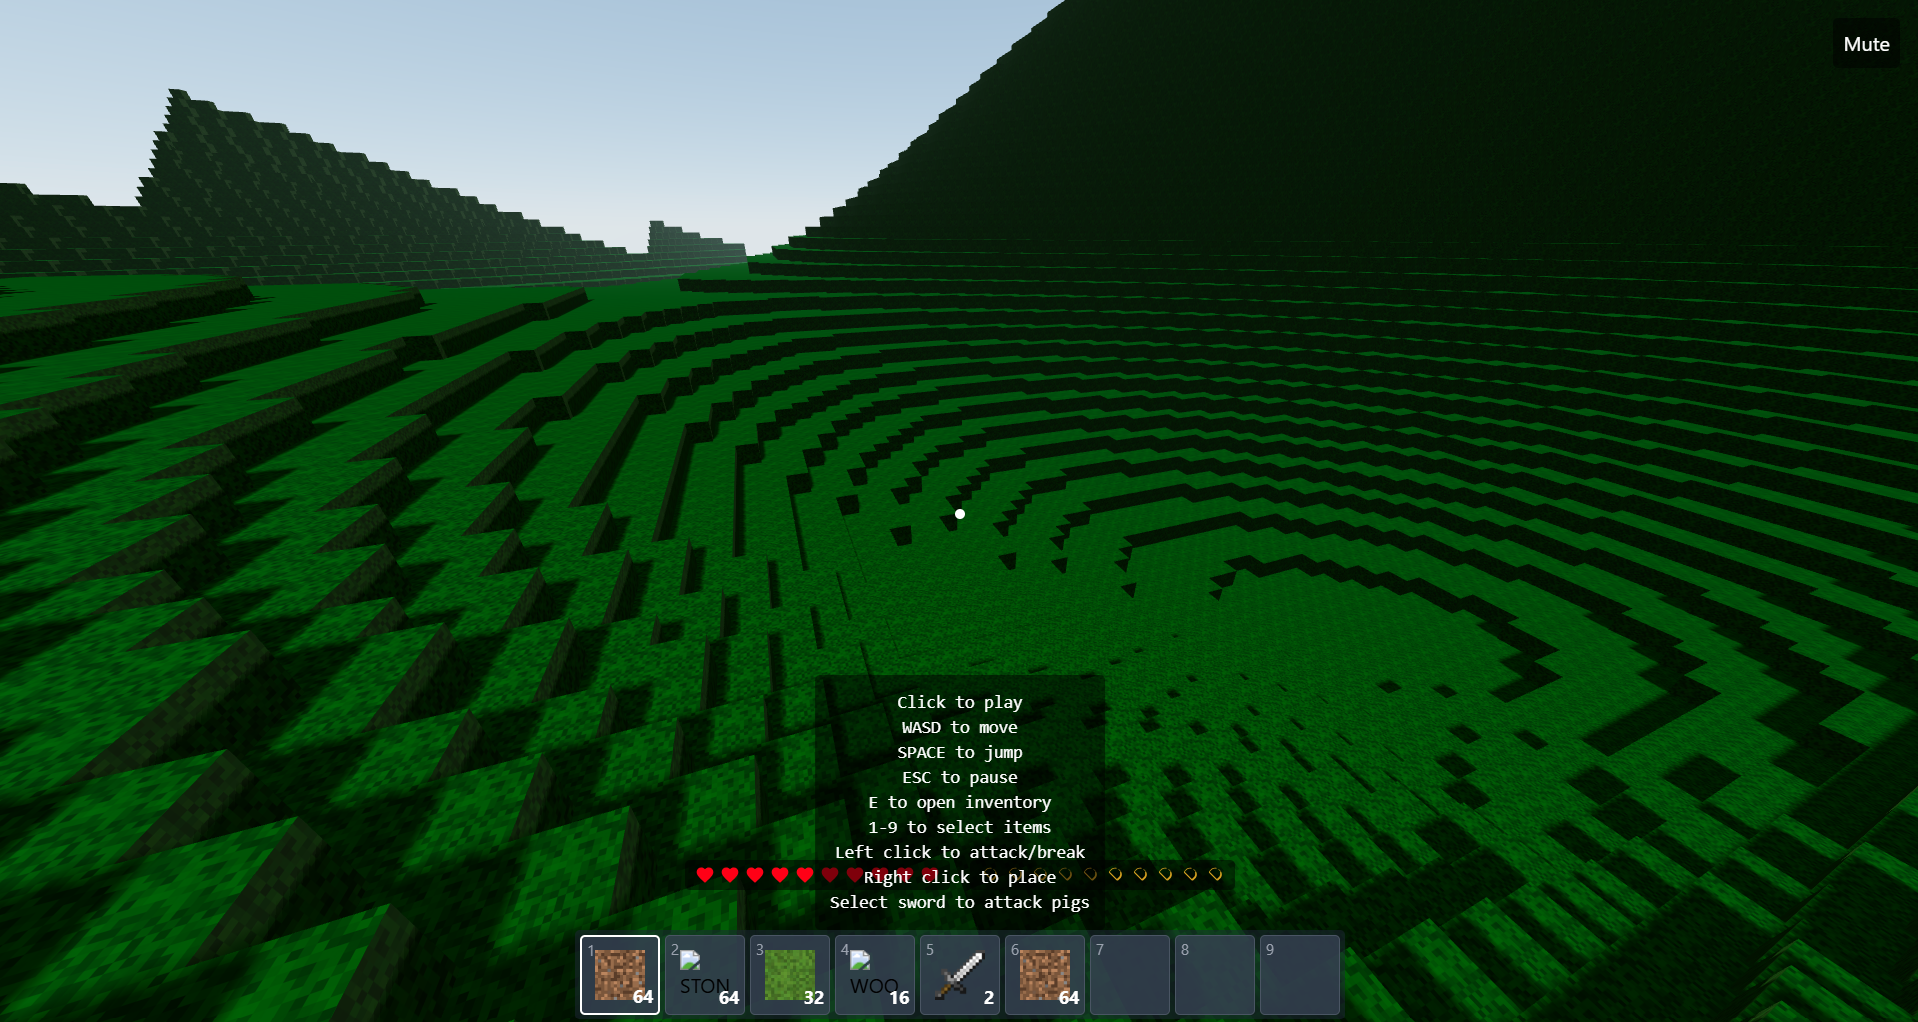 Mute
Click to play
WASD to move
SPACE to jump
ESC to pause
E to open inventory
1-9 to select items
Left click to attack/break
Right click to place
Select sword to attack pigs
1 64
2 STON 64
3 32
4 WOO 16
5 2
6 64
7
8
9